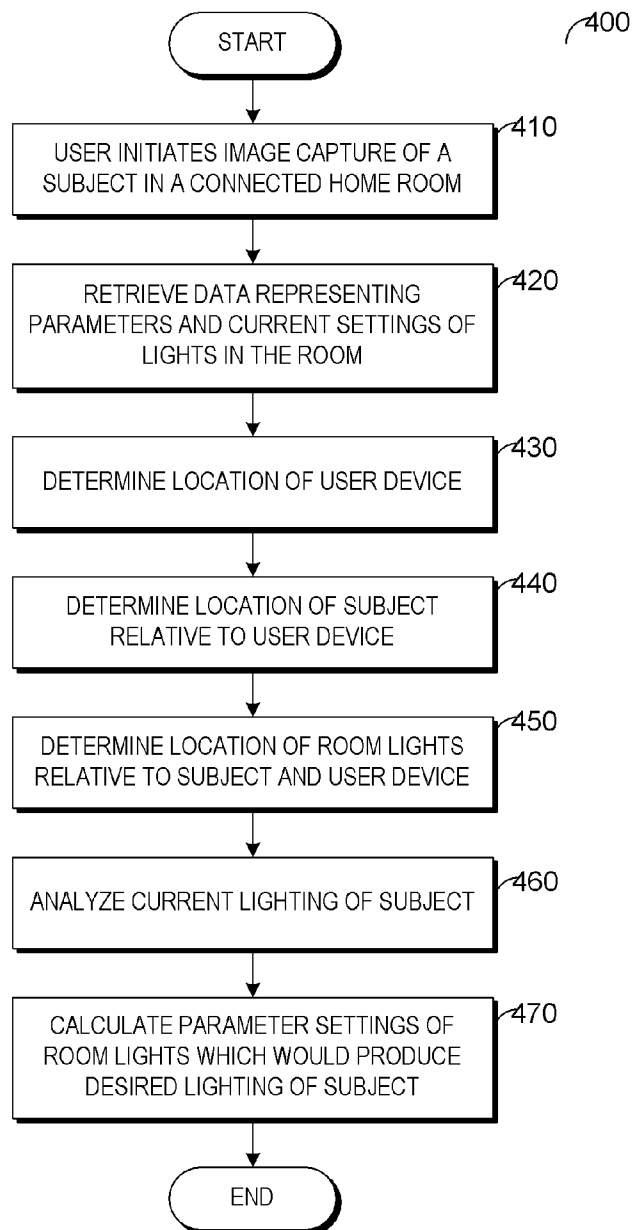 400
START
410
USER INITIATES IMAGE CAPTURE OF A
SUBJECT IN A CONNECTED HOME ROOM
420
RETRIEVE DATA REPRESENTING
PARAMETERS AND CURRENT SETTINGS OF
LIGHTS IN THE ROOM
430
DETERMINE LOCATION OF USER DEVICE
440
DETERMINE LOCATION OF SUBJECT
RELATIVE TO USER DEVICE
450
DETERMINE LOCATION OF ROOM LIGHTS
RELATIVE TO SUBJECT AND USER DEVICE
460
ANALYZE CURRENT LIGHTING OF SUBJECT
470
CALCULATE PARAMETER SETTINGS OF
ROOM LIGHTS WHICH WOULD PRODUCE
DESIRED LIGHTING OF SUBJECT
END